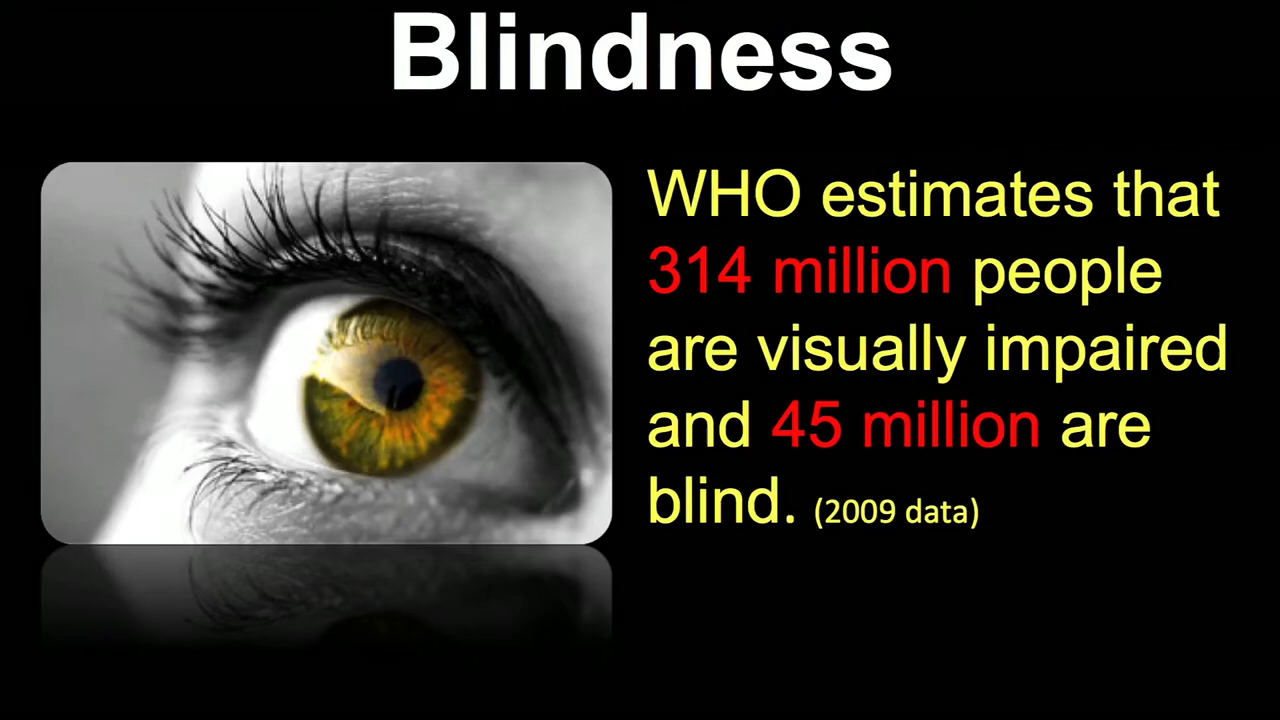 Blindness
WHO estimates that
314 million people
are visually impaired
and 45 million are
blind. (2009 data)